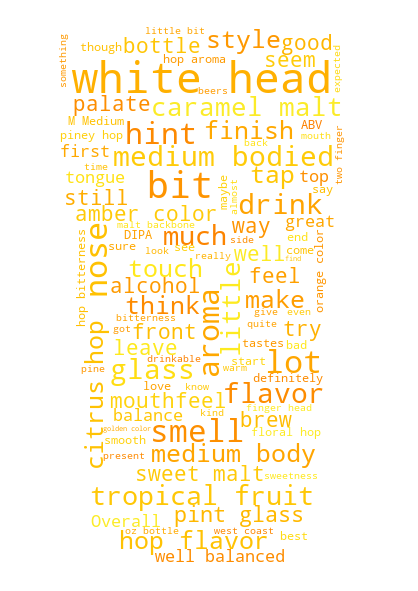 little bit
something
though
bottle
style
good
hop aroma
seem
expected
white head
beers
palate
caramel malt
M Medium
hint
finish
ABV
piney hop
back
mouth
first
medium bodied
two finger
time
tongue
bit
tap
top
still
maybe
almost
drink
say
amber color
malt backbone
way
great
DIPA
much
side
end
sure
look
see
really
well
come
find
nose
touch
feel
orange color
hop bitterness
alcohol
aroma
little
think
make
give
even
bitterness
got
front
quite
try
leave
tastes
bad
drinkable
pine
glass
start
warm
lot
citrus hop
love
know
definitely
mouthfeel
flavor
balance
kind
finger head
brew
smooth
golden color
smell
floral hop
present
medium body
sweet malt
sweetness
tropical fruit
Overall
pint glass
oz bottle
west coast
best
hop flavor
well balanced